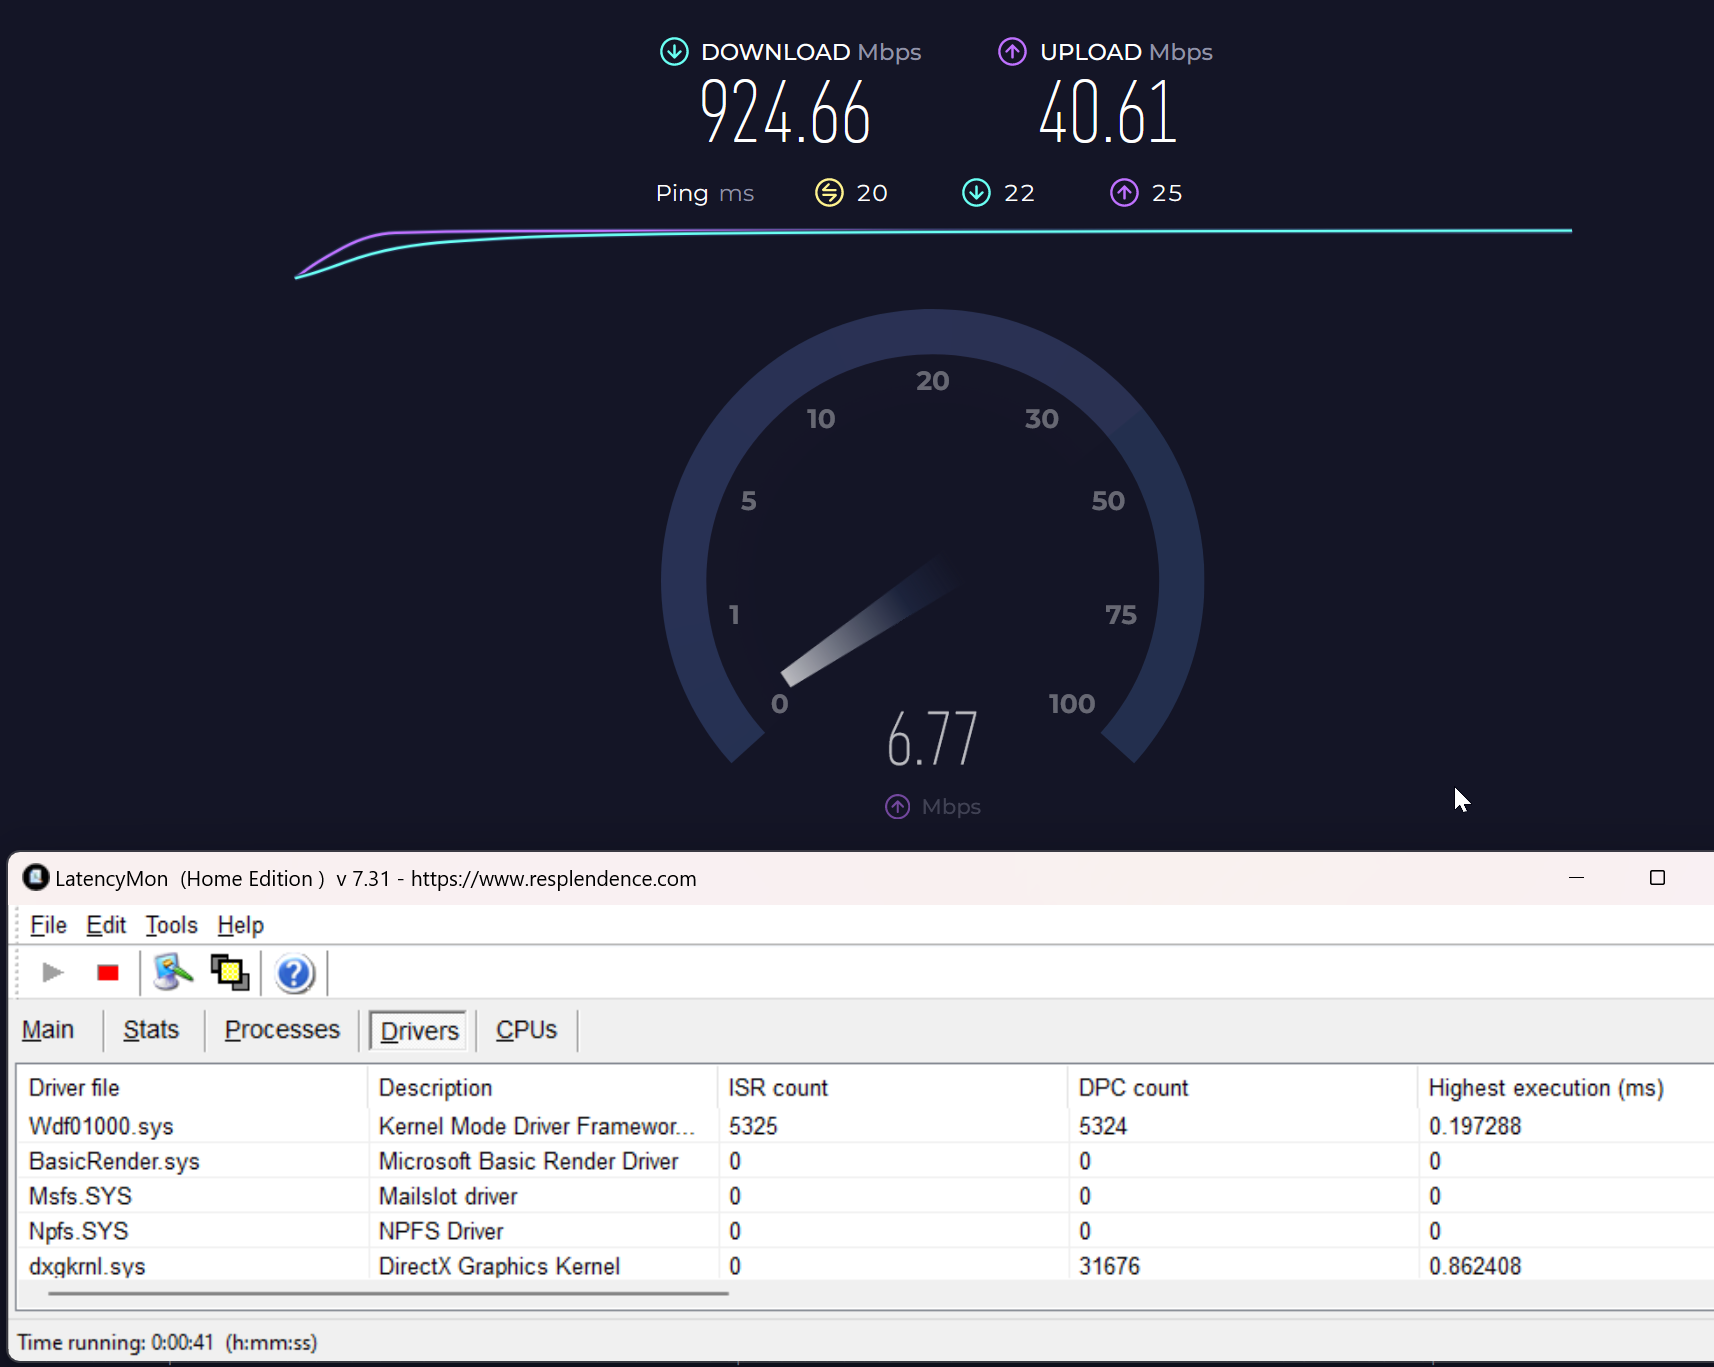 DOWNLOAD Mbps UPLOAD Mbps
924.66 40.61
Ping ms 20 22 25
20
10 30
5 50
1 75
0 100
6.77
Mbps
LatencyMon (Home Edition ) v 7.31 - https://www.resplendence.com
File Edit Tools Help
Main Stats Processes Drivers CPUs
Driver file Description ISR count DPC count Highest execution (ms)
Wdf01000.sys Kernel Mode Driver Framewor... 5325 5324 0.197288
BasicRender.sys Microsoft Basic Render Driver 0 0 0
Msfs.SYS Mailslot driver 0 0 0
Npfs.SYS NPFS Driver 0 0 0
dxgkrnl.sys DirectX Graphics Kernel 0 31676 0.862408
Time running: 0:00:41 (h:mm:ss)